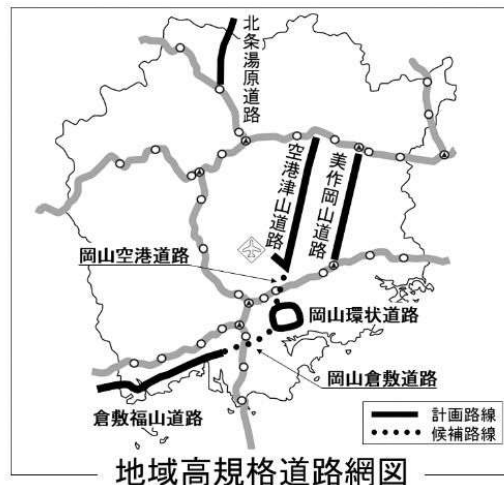 北条湯原道路
空港津山道路
美作岡山道路
岡山空港道路
岡山環状道路
岡山倉敷道路
倉敷福山道路
計画路線
候補路線
地域高規格道路網図